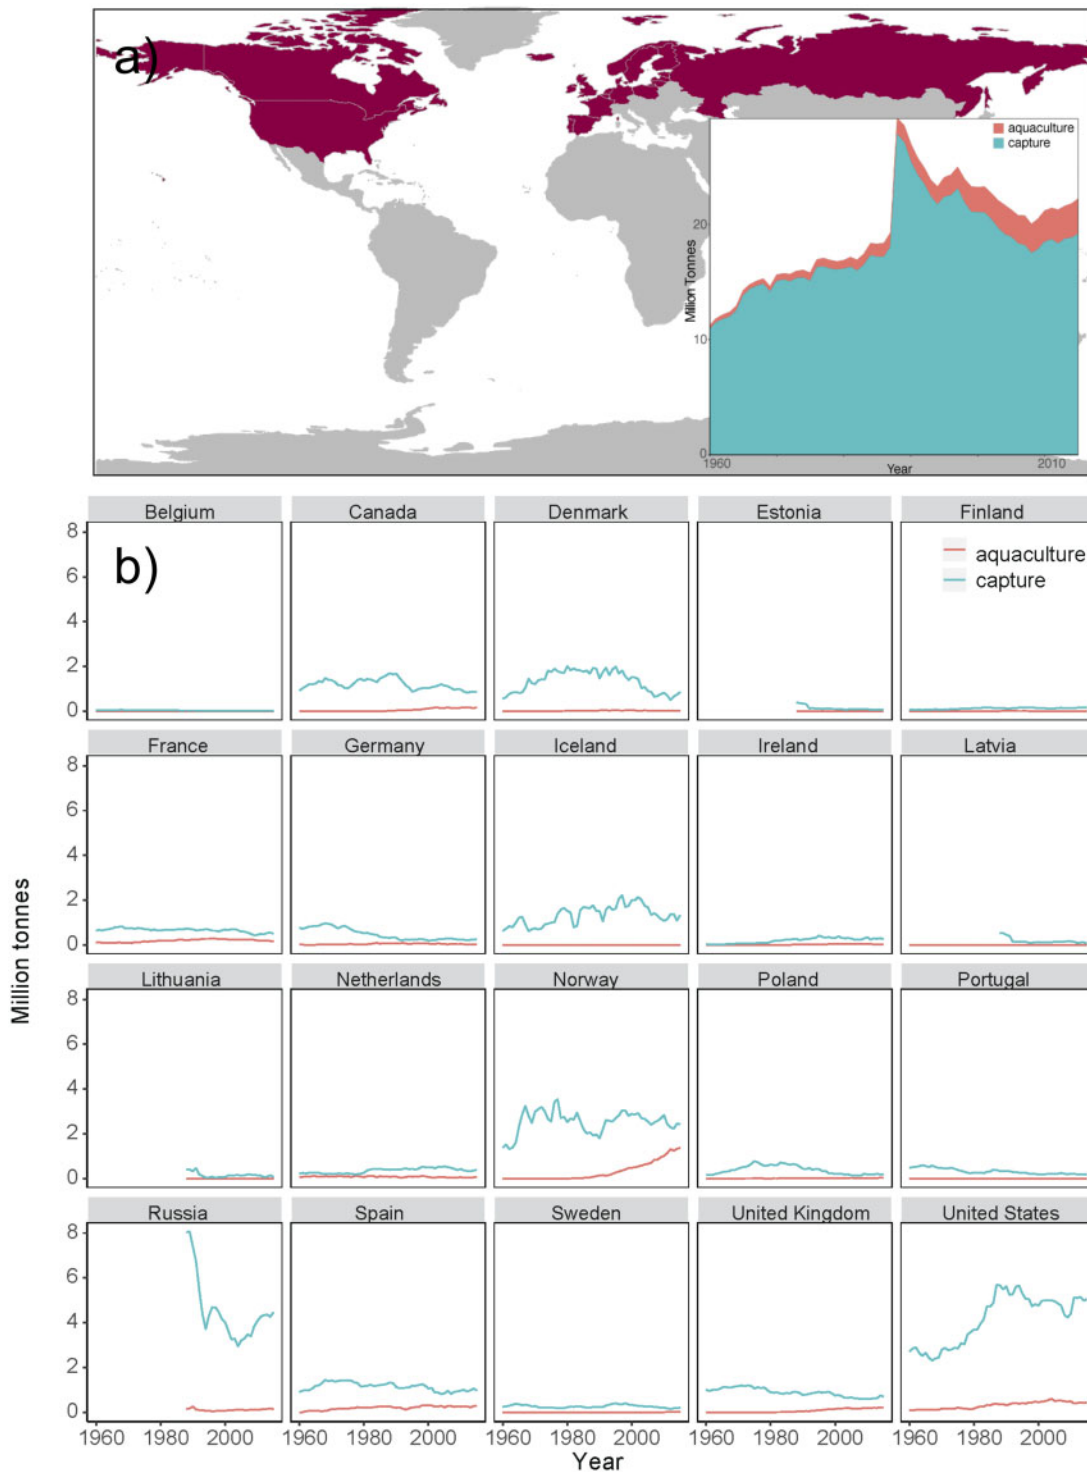 a)
aquaculture
capture
Million Tonnes
20
10
0
1960
2010
Year
Belgium Canada Denmark Estonia Finland
b)
aquaculture
capture
8
6
4
2
0
France Germany Iceland Ireland Latvia
8
6
4
2
0
Lithuania Netherlands Norway Poland Portugal
8
6
4
2
0
Russia Spain Sweden United Kingdom United States
8
6
4
2
0
1960 1980 2000 1960 1980 2000 1960 1980 2000 1960 1980 2000 1960 1980 2000
Million tonnes
Year